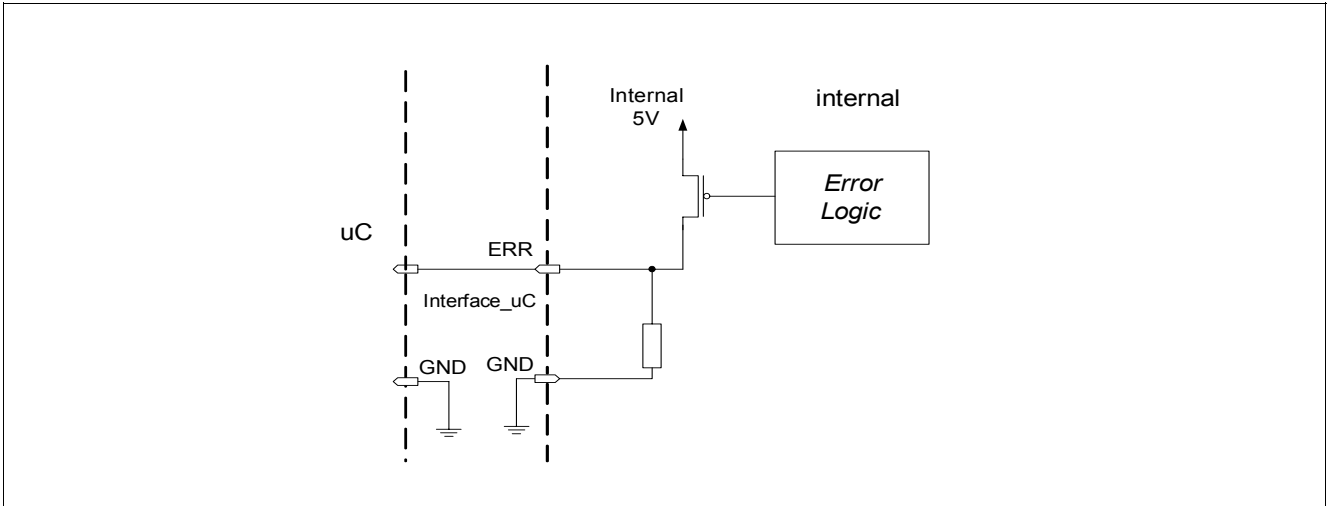 Internal
5V
internal
Error
Logic
uC
ERR
Interface_uC
GND
GND